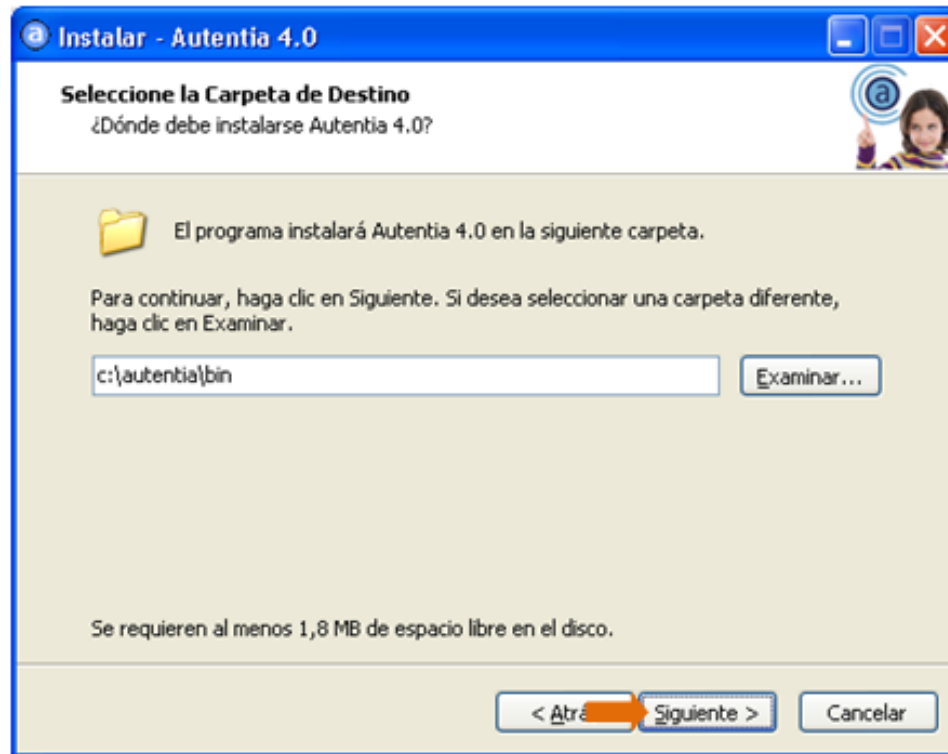 Instalar - Autentia 4.0
Seleccione la Carpeta de Destino
¿Dónde debe instalarse Autentia 4.0?
El programa instalará Autentia 4.0 en la siguiente carpeta.
Para continuar, haga clic en Siguiente. Si desea seleccionar una carpeta diferente,
haga clic en Examinar.
c:\autentia\bin
Examinar...
Se requieren al menos 1,8 MB de espacio libre en el disco.
< Atrá
Siguiente >
Cancelar